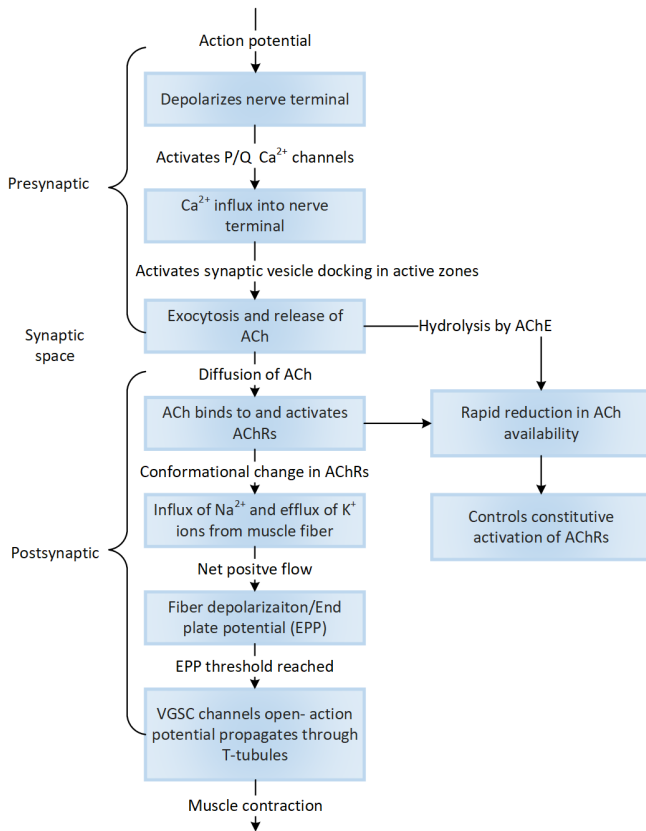 Action potential
Depolarizes nerve terminal
Activates P/Q Ca²⁺ channels
Presynaptic
Ca²⁺ influx into nerve
terminal
Activates synaptic vesicle docking in active zones
Exocytosis and release of
ACh
Hydrolysis by AChE
Synaptic
space
Diffusion of ACh
ACh binds to and activates
AChRs
Rapid reduction in ACh
availability
Conformational change in AChRs
Influx of Na²⁺ and efflux of K⁺
ions from muscle fiber
Controls constitutive
activation of AChRs
Postsynaptic
Net positve flow
Fiber depolarizaiton/End
plate potential (EPP)
EPP threshold reached
VGSC channels open- action
potential propagates through
T-tubules
Muscle contraction